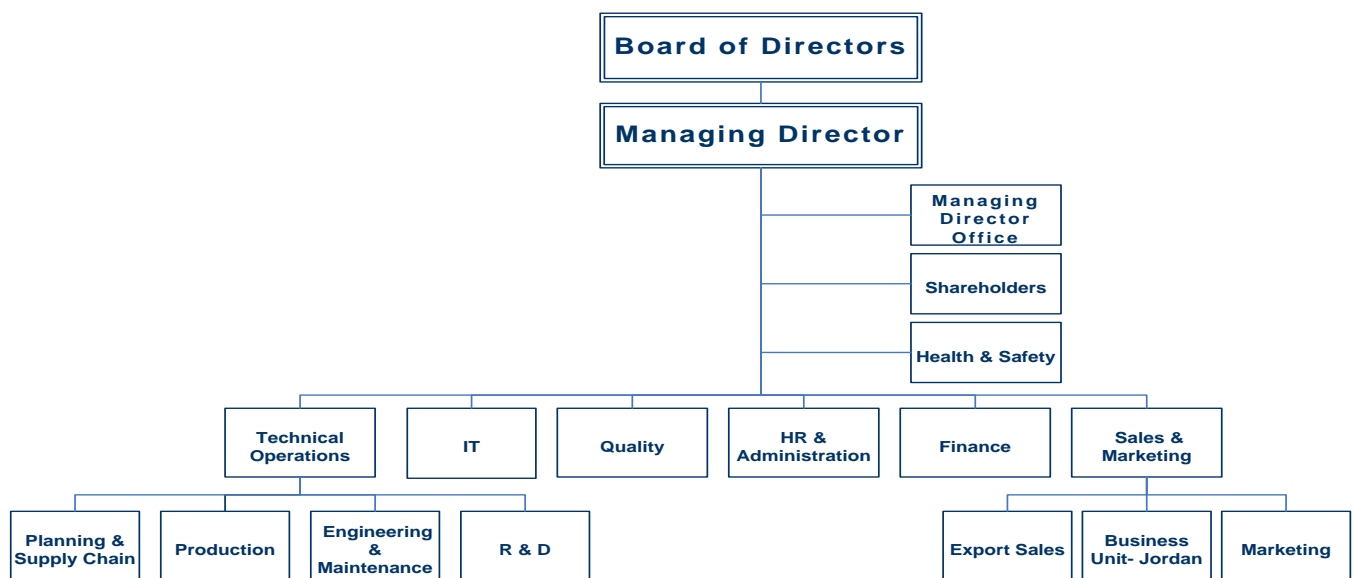 Board of Directors
Managing Director
Managing
Director
Office
Shareholders
Health & Safety
Technical
Operations
IT
Quality
HR &
Administration
Finance
Sales &
Marketing
Planning &
Supply Chain
Production
Engineering
&
Maintenance
R & D
Export Sales
Business
Unit- Jordan
Marketing